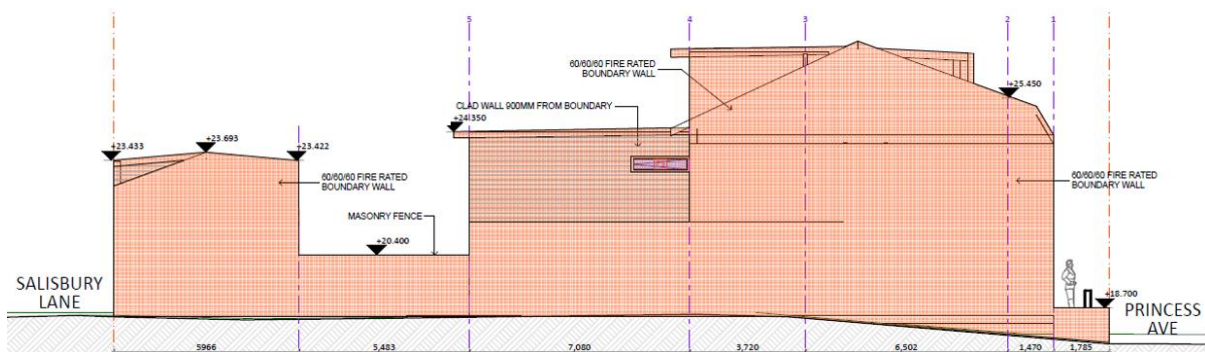 5
4
3
2
1
60/60/60 FIRE RATED
BOUNDARY WALL
+25.450
CLAD WALL 900MM FROM BOUNDARY
+24.350
+23.433
+23.693
+23.422
60/60/60 FIRE RATED
BOUNDARY WALL
60/60/60 FIRE RATED
BOUNDARY WALL
MASONRY FENCE
+20.400
SALISBURY
LANE
+18.700
PRINCESS
AVE
5966
5,483
7,080
3,720
6,502
1,470
1,785